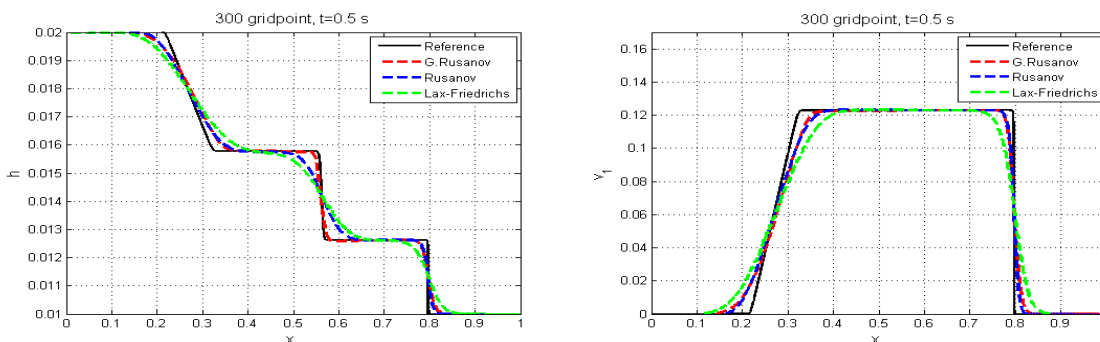 300 gridpoint, t=0.5 s
0.02
0.019
0.018
0.017
0.016
0.015
0.014
0.013
0.012
0.011
0.01
h
0 0.1 0.2 0.3 0.4 0.5 0.6 0.7 0.8 0.9 1
x
Reference
G.Rusanov
Rusanov
Lax-Friedrichs
300 gridpoint, t=0.5 s
0.16
0.14
0.12
0.1
0.08
0.06
0.04
0.02
0
v1
0 0.1 0.2 0.3 0.4 0.5 0.6 0.7 0.8 0.9
x
Reference
G.Rusanov
Rusanov
Lax-Friedrichs